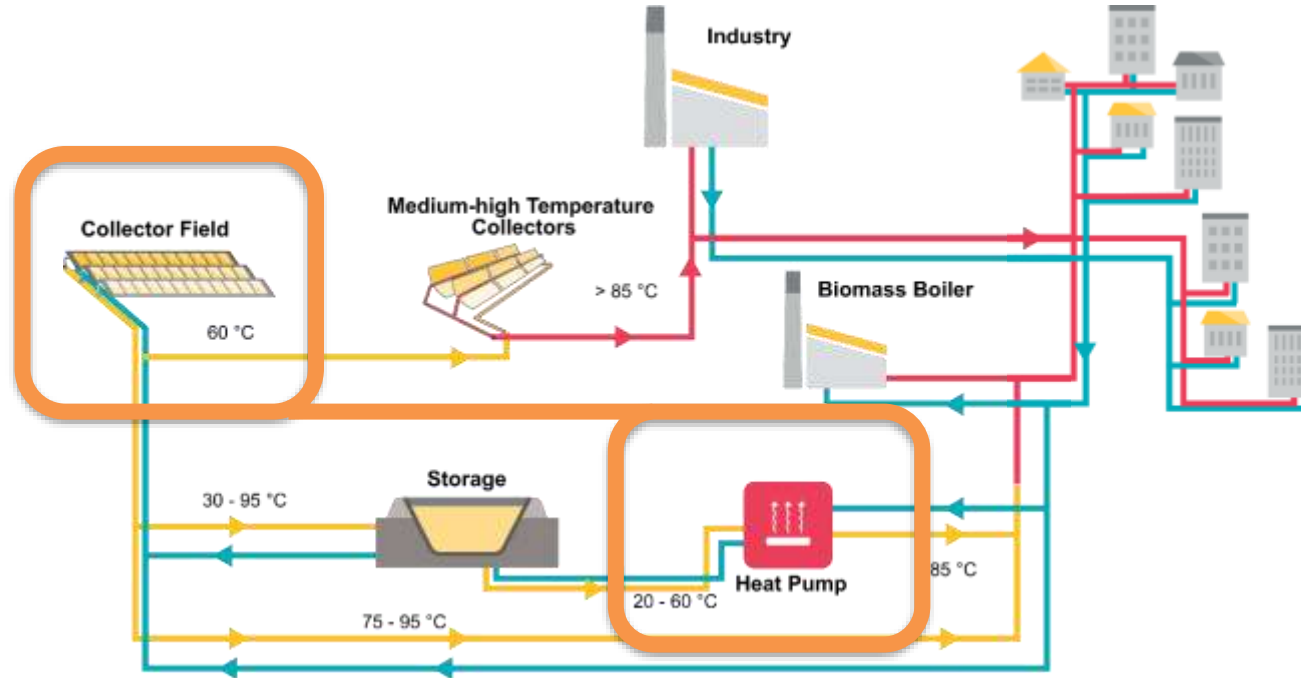 Industry
Medium-high Temperature
Collectors
Collector Field
> 85 °C
Biomass Boiler
60 °C
Storage
30 - 95 °C
Heat Pump
85 °C
20 - 60 °C
75 - 95 °C